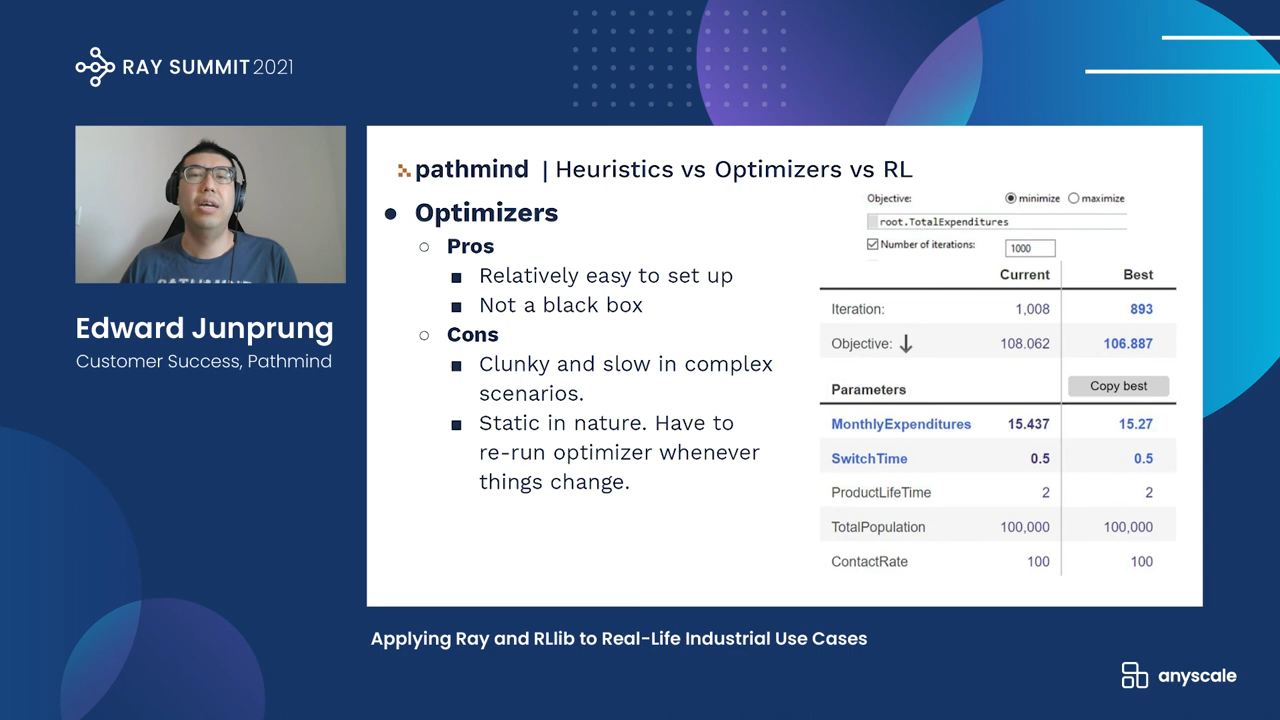 RAY SUMMIT 2021
Edward Junprung
Customer Success, Pathmind
pathmind | Heuristics vs Optimizers vs RL
● Optimizers
○ Pros
■ Relatively easy to set up
■ Not a black box
○ Cons
■ Clunky and slow in complex
scenarios.
■ Static in nature. Have to
re-run optimizer whenever
things change.
Objective: minimize maximize
root.TotalExpenditures
Number of iterations: 1000
Current Best
Iteration: 1,008 893
Objective: ↓ 108.062 106.887
Parameters Copy best
MonthlyExpenditures 15.437 15.27
SwitchTime 0.5 0.5
ProductLifeTime 2 2
TotalPopulation 100,000 100,000
ContactRate 100 100
Applying Ray and RLlib to Real-Life Industrial Use Cases
anyscale